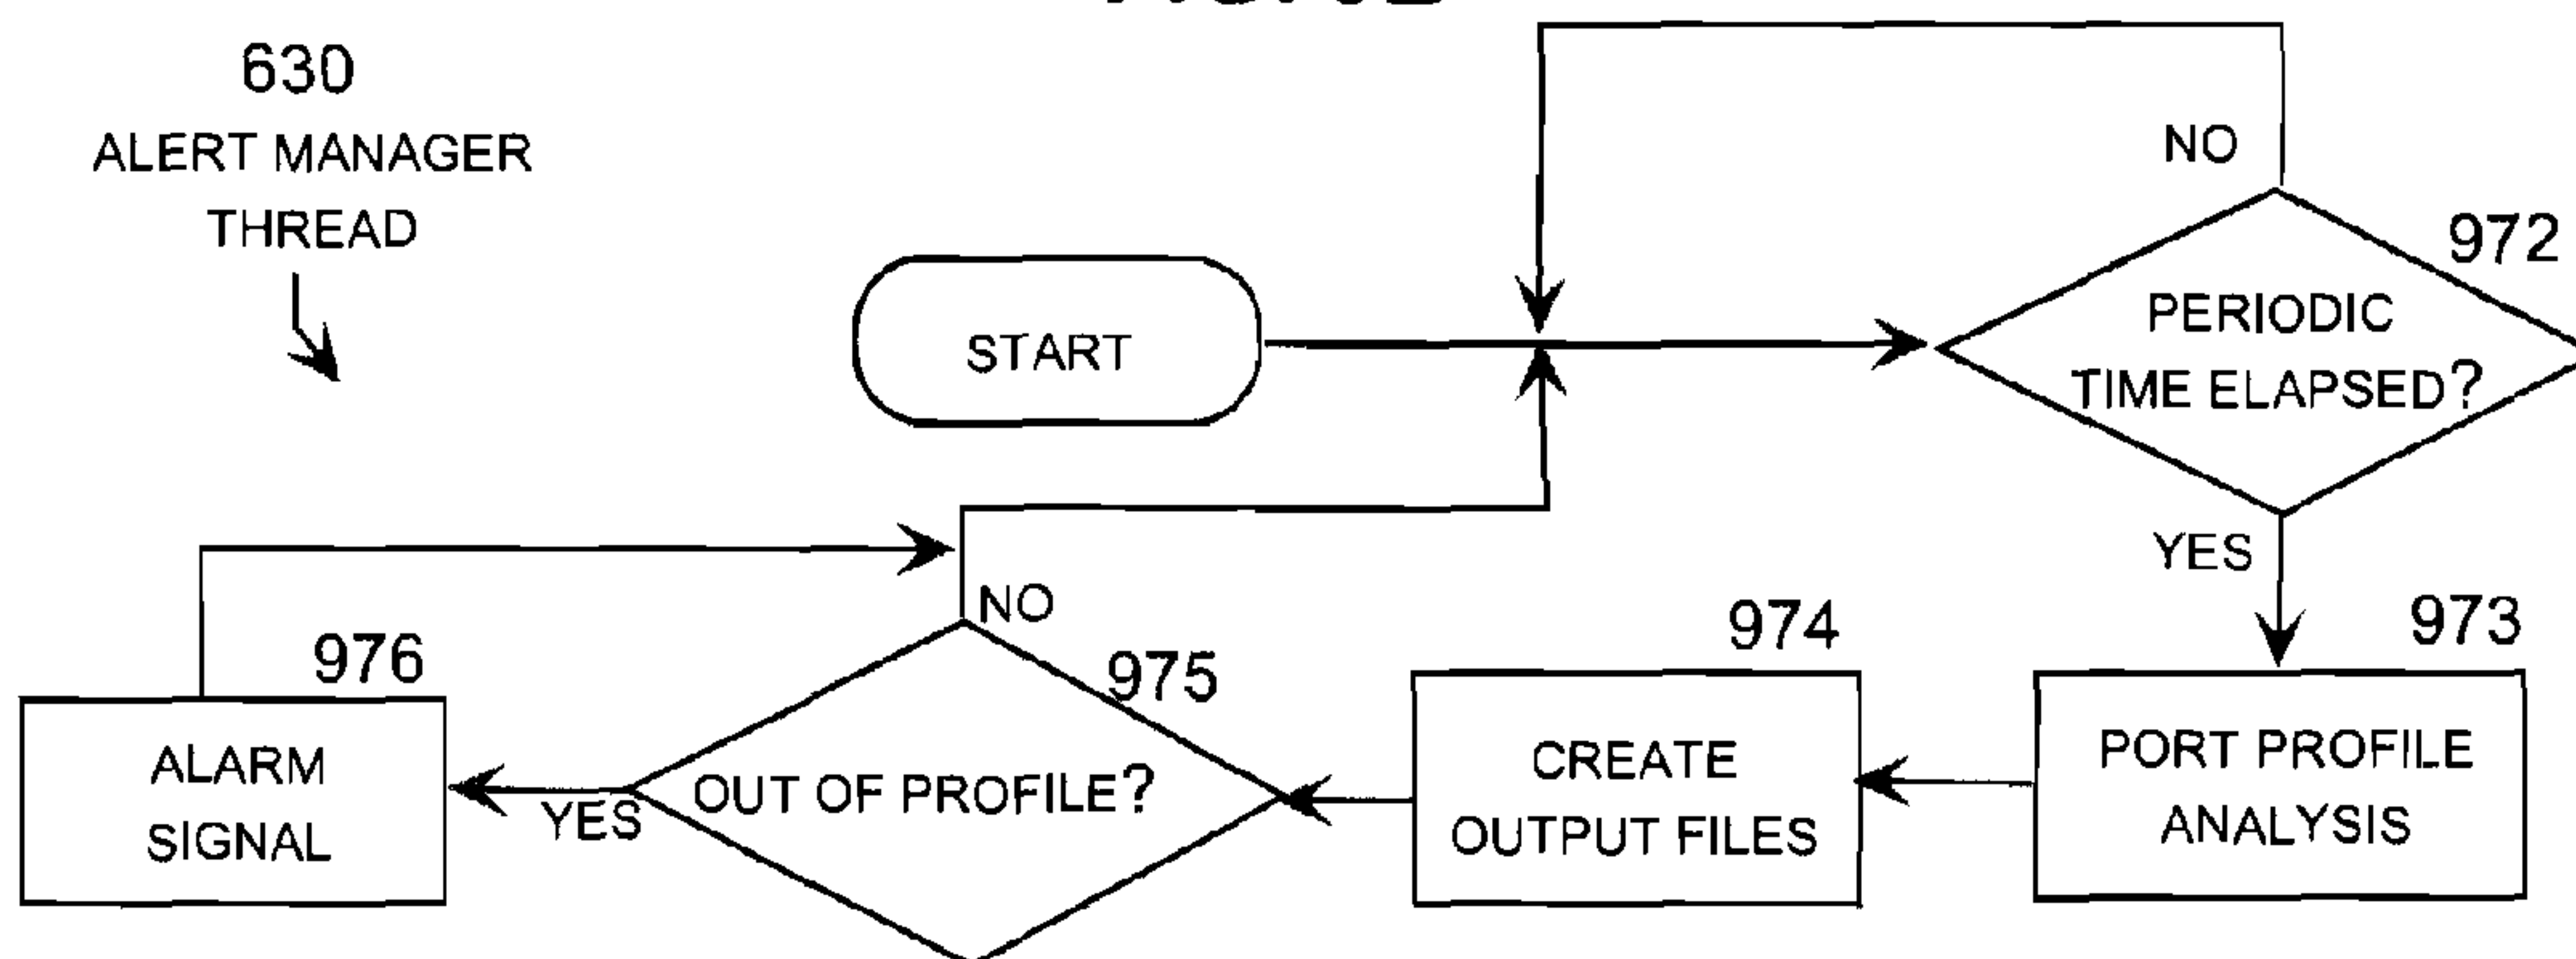 630
ALERT MANAGER
THREAD
START
NO
972
PERIODIC
TIME ELAPSED?
YES
973
PORT PROFILE
ANALYSIS
974
CREATE
OUTPUT FILES
975
NO
OUT OF PROFILE?
YES
976
ALARM
SIGNAL